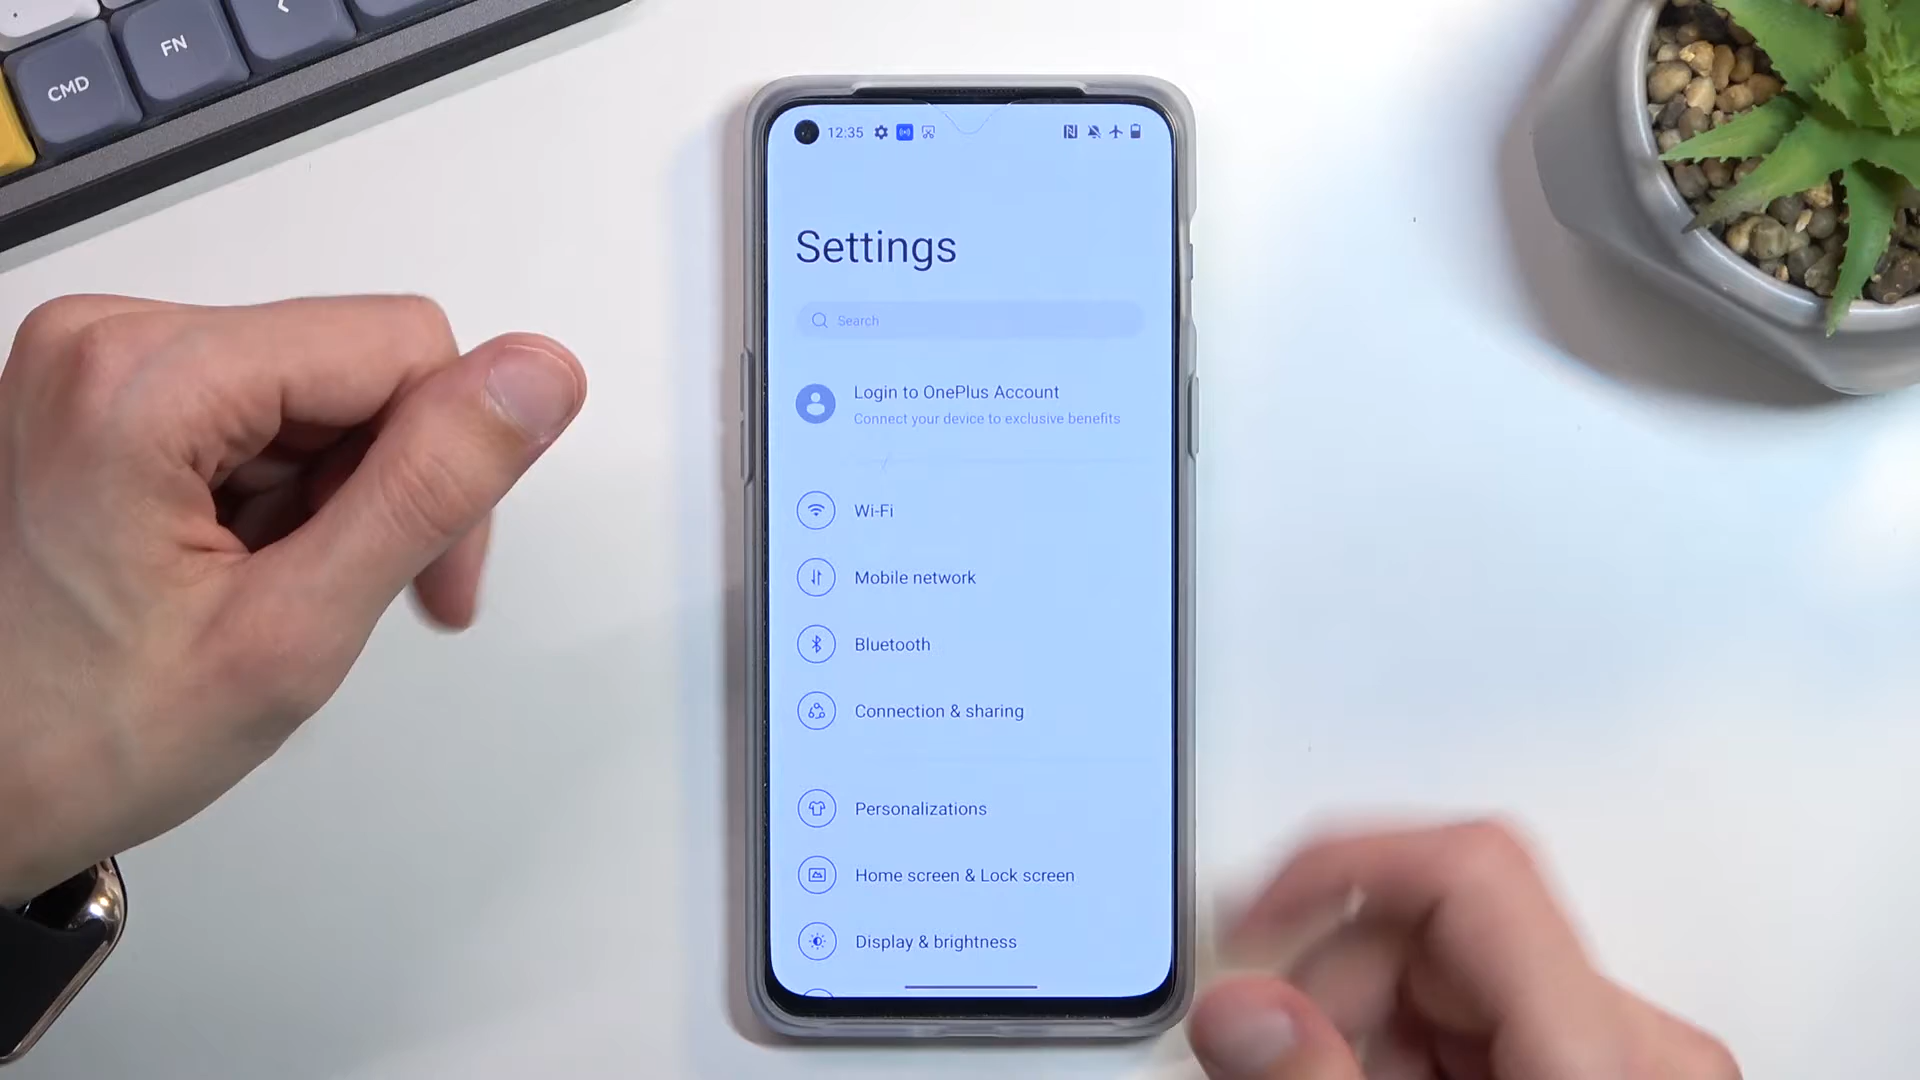 FN
CMD
12:35
Settings
Search
Login to OnePlus Account
Connect your device to exclusive benefits
Wi-Fi
Mobile network
Bluetooth
Connection & sharing
Personalizations
Home screen & Lock screen
Display & brightness